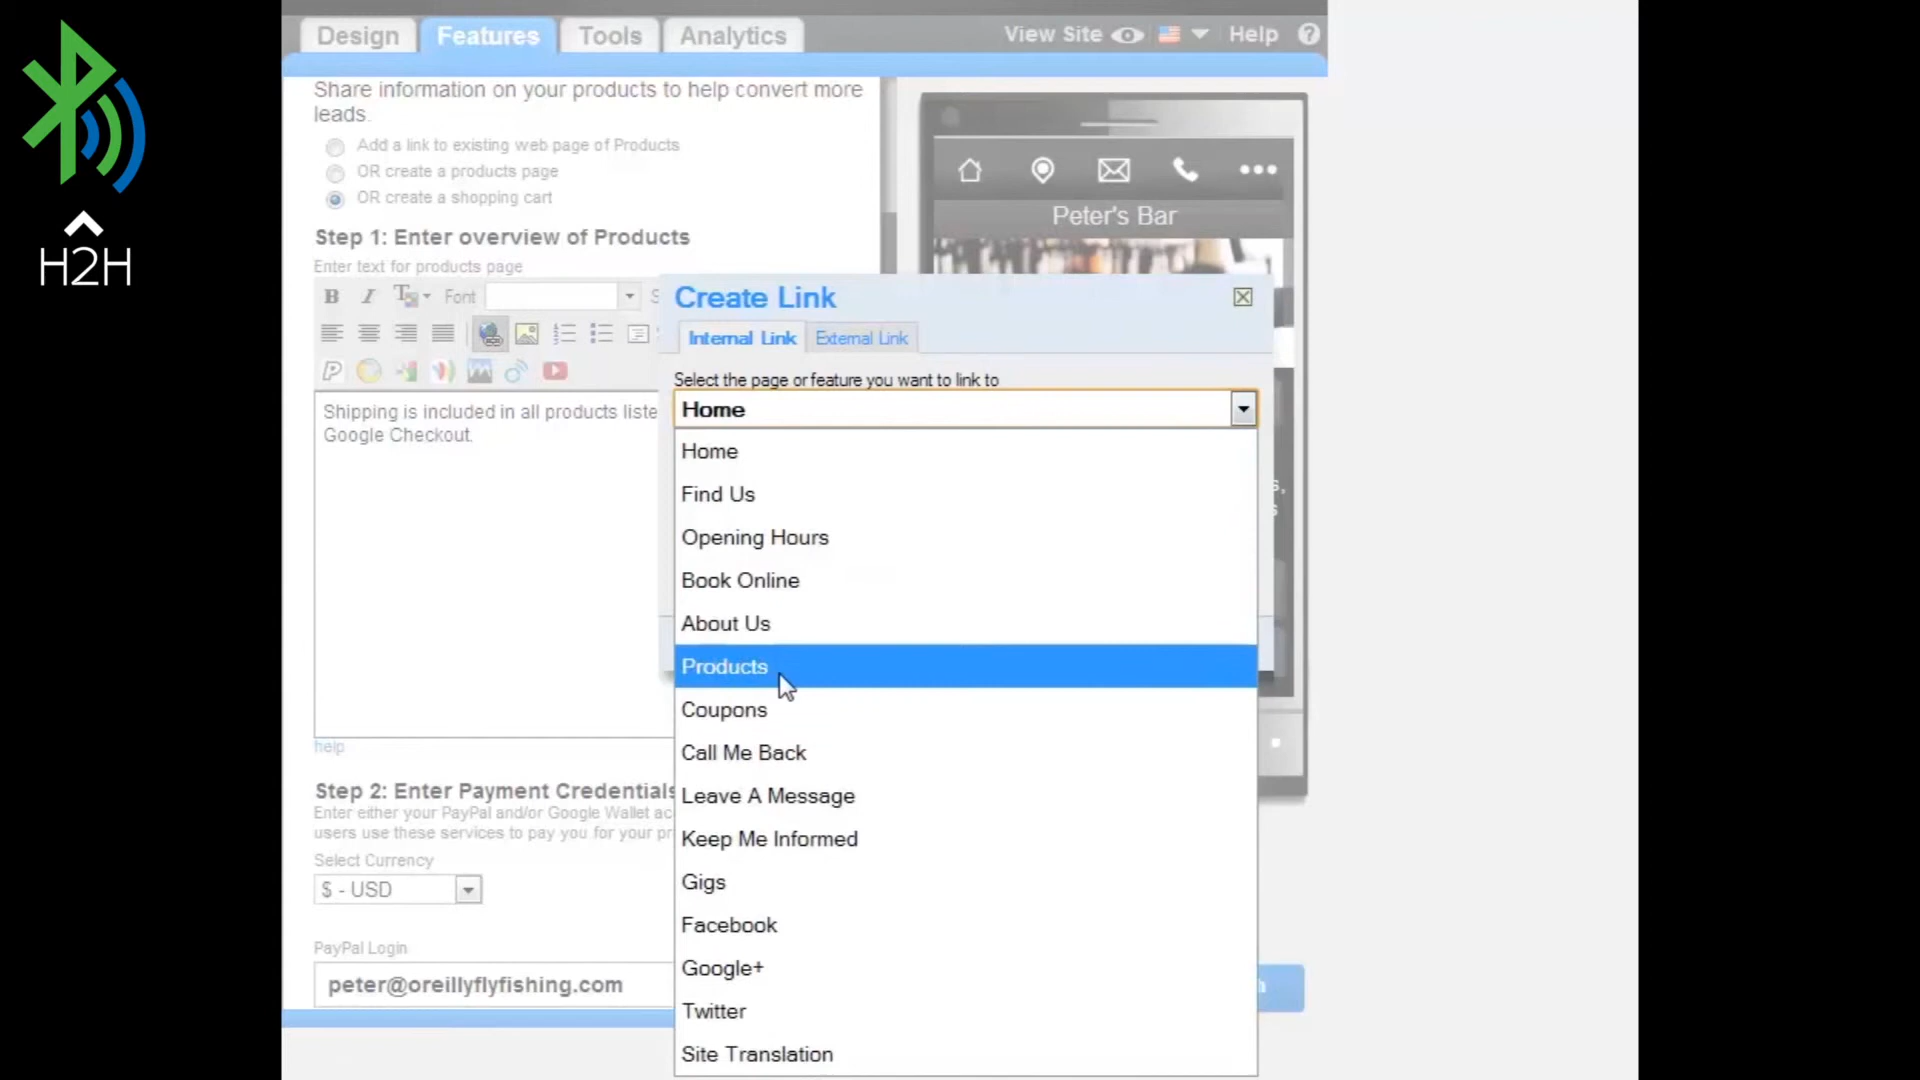 Design Features Tools Analytics View Site Help ?
Share information on your products to help convert more
leads.
Add a link to existing web page of Products
OR create a products page
OR create a shopping cart
Step 1: Enter overview of Products
Enter text for products page
B I T Font S
Shipping is included in all products liste
Google Checkout.
help
Step 2: Enter Payment Credentials
Enter either your PayPal and/or Google Wallet ac
users use these services to pay you for your pr
Select Currency
$ - USD
PayPal Login
peter@oreillyflyfishing.com
H2H
Peter's Bar
Create Link
Internal Link External Link
Select the page or feature you want to link to
Home
Home
Find Us
Opening Hours
Book Online
About Us
Products
Coupons
Call Me Back
Leave A Message
Keep Me Informed
Gigs
Facebook
Google+
Twitter
Site Translation